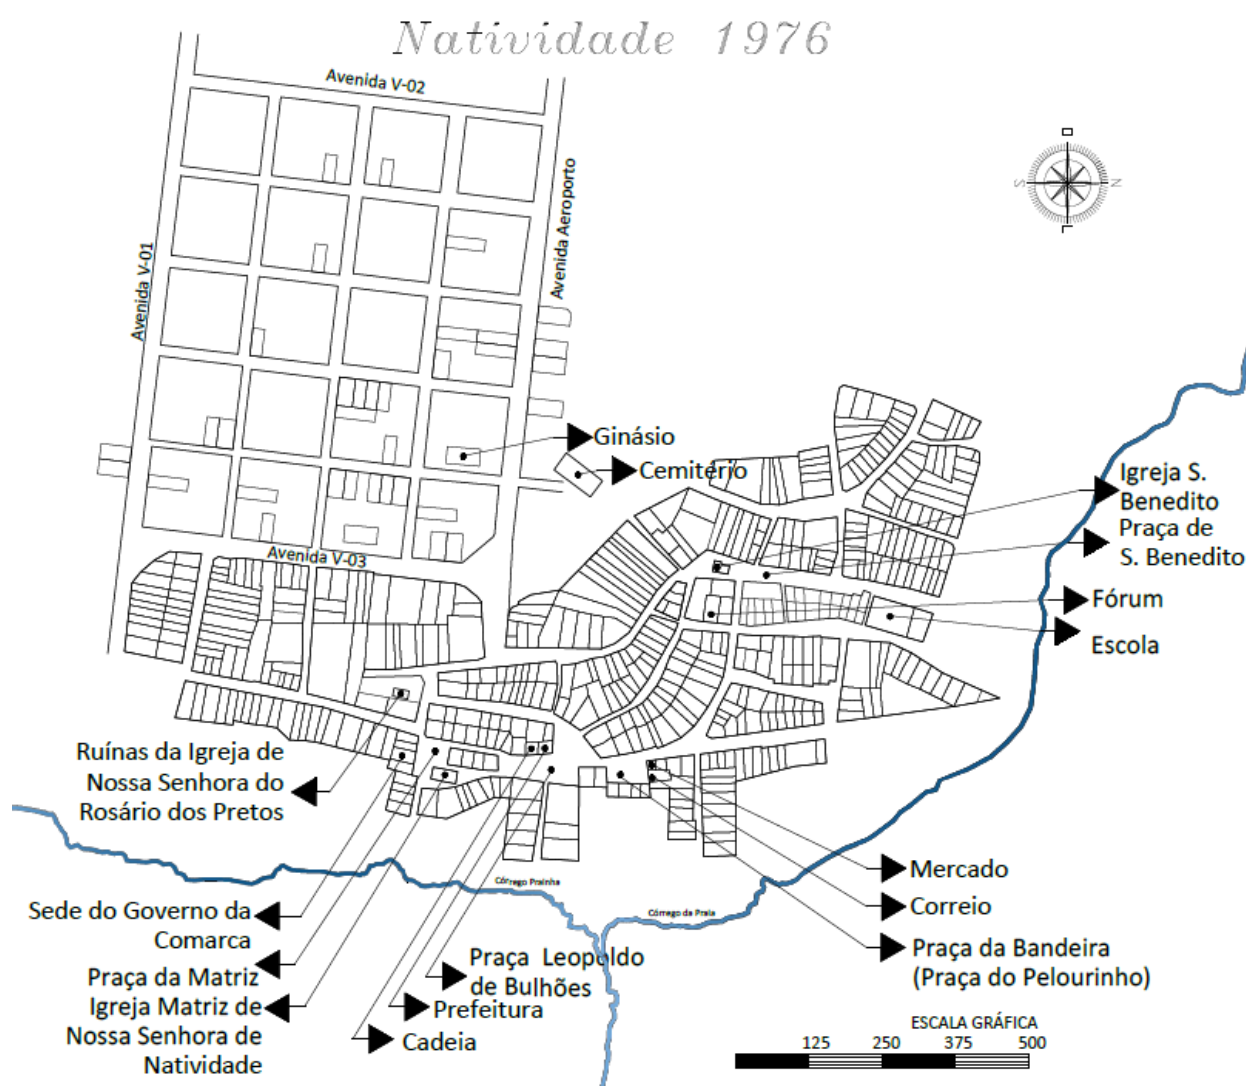 Natividade 1976
Avenida V-02
Avenida Aeroporto
Avenida V-01
O
S
N
L
Ginásio
Cemitério
Igreja S.
Benedito
Praça de
S. Benedito
Avenida V-03
Fórum
Escola
Ruínas da Igreja de
Nossa Senhora do
Rosário dos Pretos
Mercado
Córrego Prainha
Correio
Sede do Governo da
Comarca
Córrego da Praia
Praça da Bandeira
(Praça do Pelourinho)
Praça da Matriz
Praça Leopoldo
de Bulhões
Igreja Matriz de
Nossa Senhora de
Natividade
Prefeitura
Cadeia
ESCALA GRÁFICA
125 250 375 500